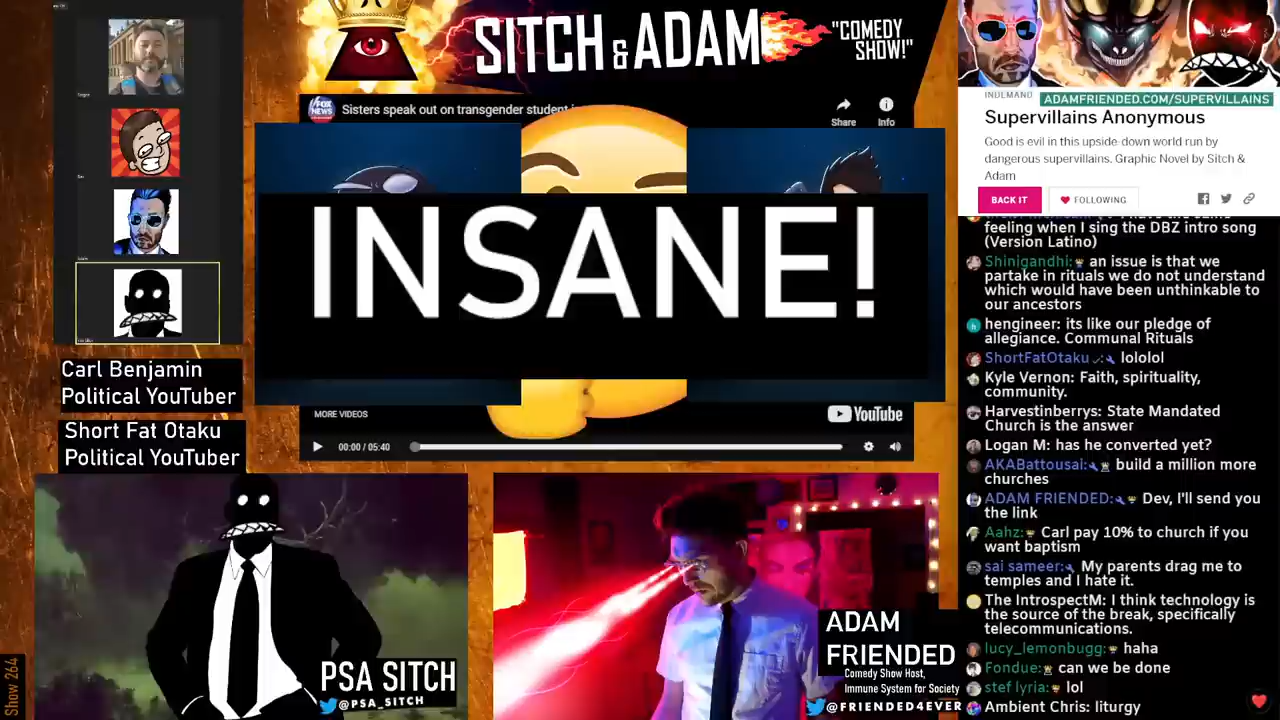 SITCH & ADAM
"COMEDY
SHOW!"
FOX
NEWS
Sisters speak out on transgender student
Share
Info
INSANE!
MORE VIDEOS
YouTube
00:00 / 05:40
Carl Benjamin
Political YouTuber
Short Fat Otaku
Political YouTuber
Show 264
PSA SITCH
@PSA_SITCH
ADAM
FRIENDED
Comedy Show Host,
Immune System for Society
@FRIENDED4EVER
INDEMAND
ADAMFRIENDED.COM/SUPERVILLAINS
Supervillains Anonymous
Good is evil in this upside-down world run by
dangerous supervillains. Graphic Novel by Sitch &
Adam
BACK IT
FOLLOWING
feeling when I sing the DBZ intro song
(Version Latino)
Shinigandhi: an issue is that we
partake in rituals we do not understand
which would have been unthinkable to
our ancestors
hengineer: its like our pledge of
allegiance. Communal Rituals
ShortFatOtaku lololol
Kyle Vernon: Faith, spirituality,
community.
Harvestinberrys: State Mandated
Church is the answer
Logan M: has he converted yet?
AKABattousai: build a million more
churches
ADAM FRIENDED: Dev, I'll send you
the link
Aahz: Carl pay 10% to church if you
want baptism
sai sameer: My parents drag me to
temples and I hate it.
The IntrospectM: I think technology is
the source of the break, specifically
telecommunications.
lucy_lemonbugg: haha
Fondue: can we be done
stef lyria: lol
Ambient Chris: liturgy